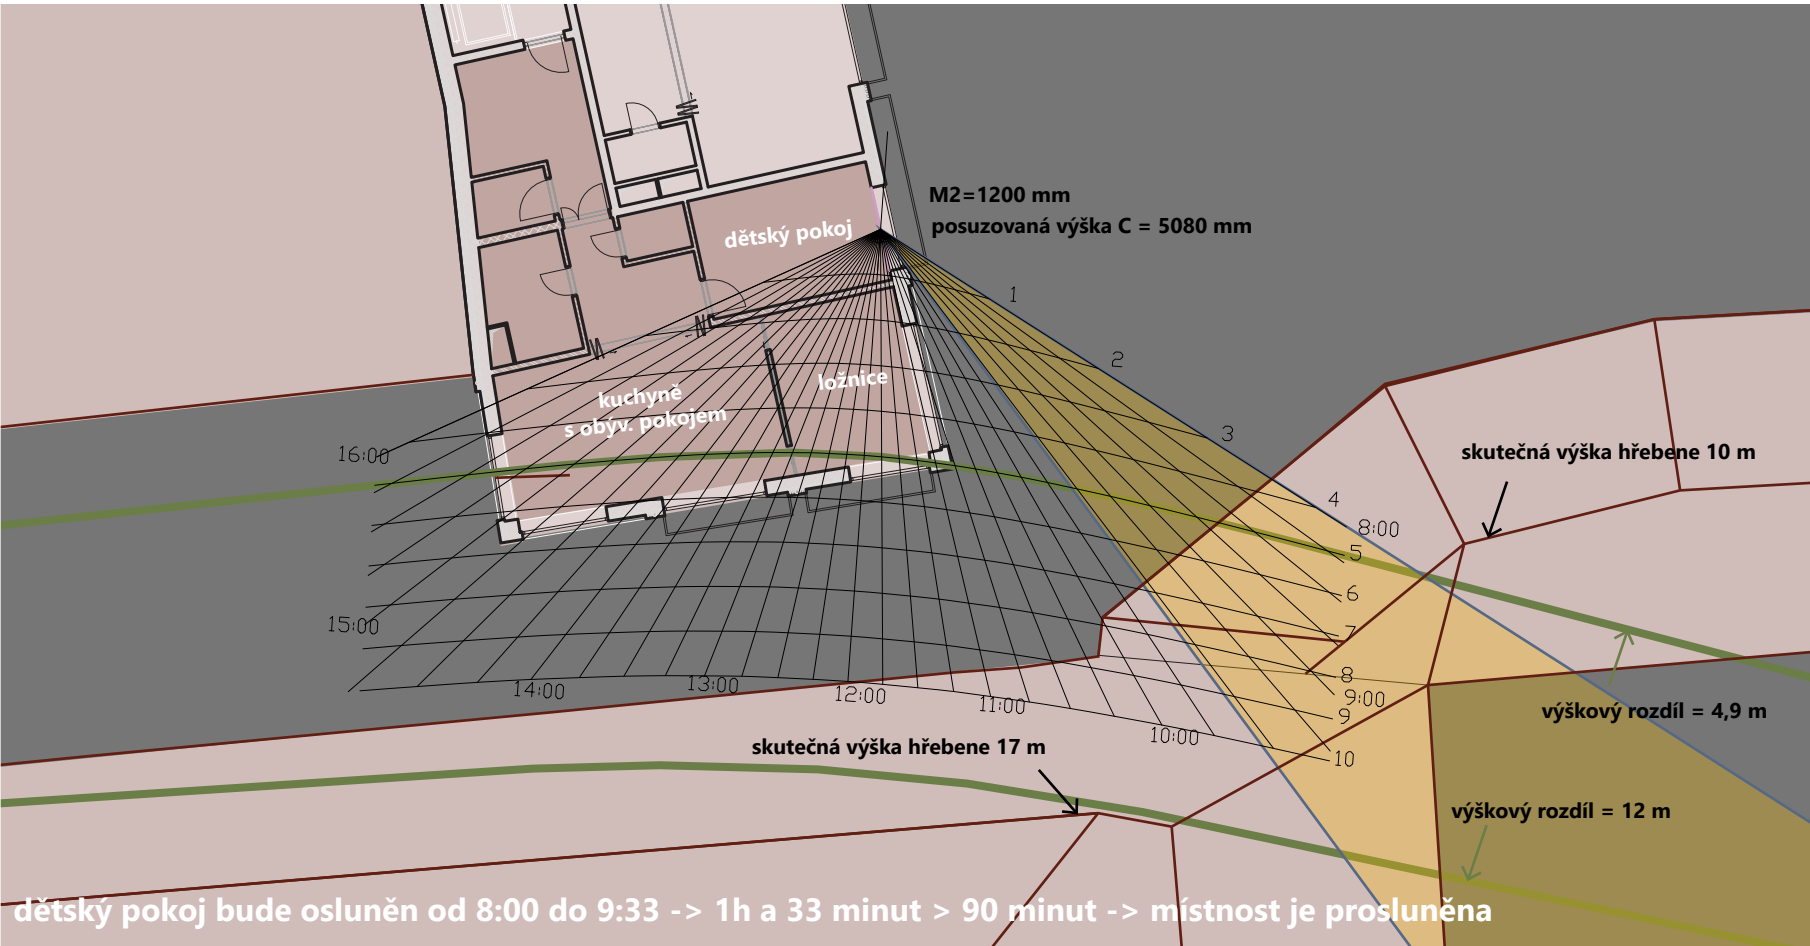 M2=1200 mm
posuzovaná výška C = 5080 mm
dětský pokoj
1
2
ložnice
kuchyně
s obýv. pokojem
3
16:00
skutečná výška hřebene 10 m
4
8:00
5
6
15:00
7
8
14:00
13:00
12:00
11:00
9:00
9
výškový rozdíl = 4,9 m
10:00
skutečná výška hřebene 17 m
10
výškový rozdíl = 12 m
dětský pokoj bude osluněn od 8:00 do 9:33 -> 1h a 33 minut > 90 minut -> místnost je prosluněna